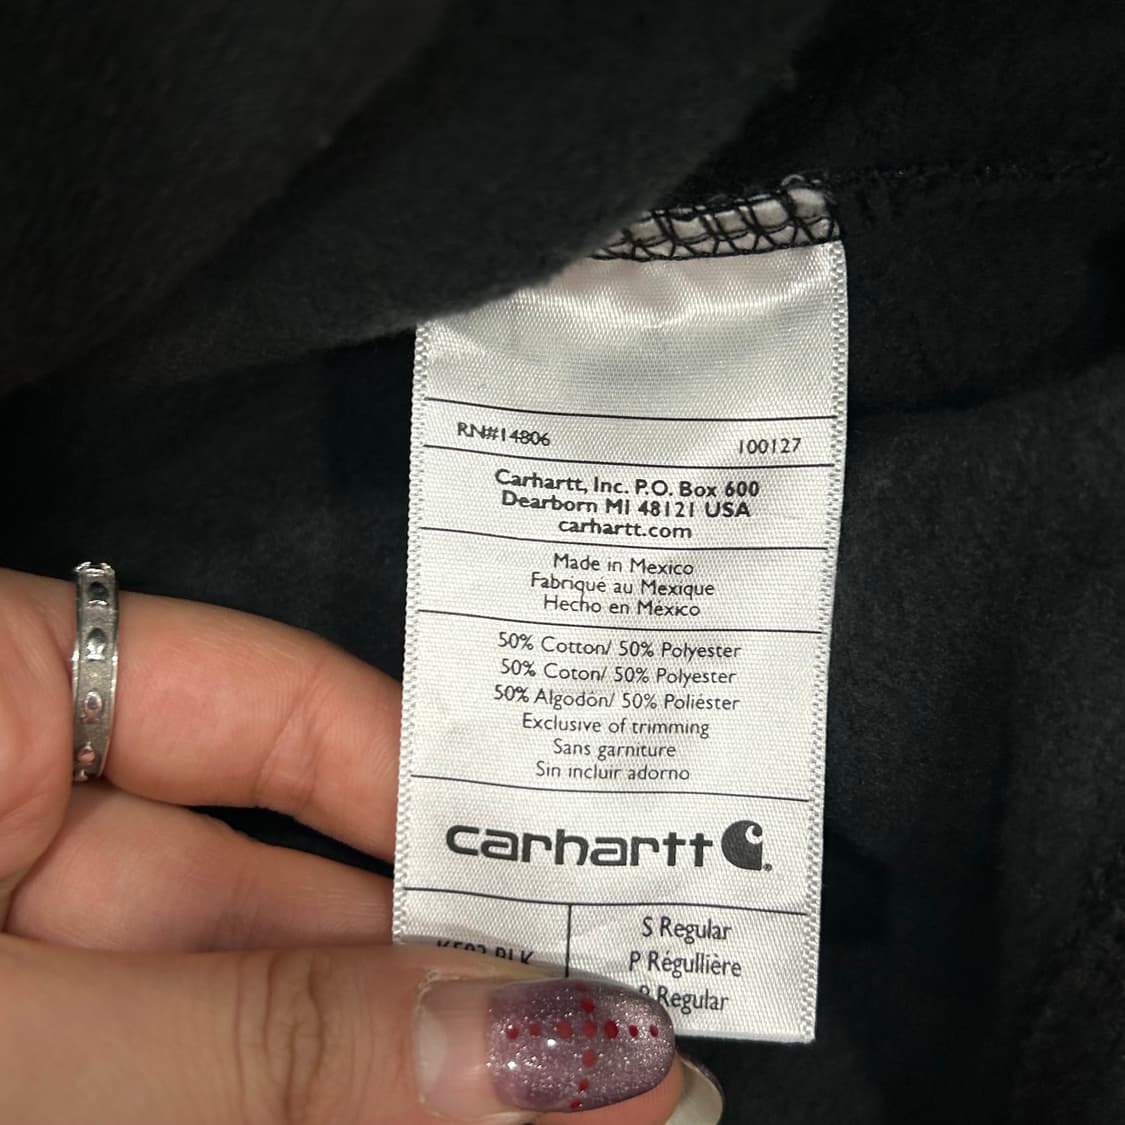 RN#14806 100127
Carhartt, Inc. P.O. Box 600
Dearborn MI 48121 USA
carhartt.com
Made in Mexico
Fabriqué au Mexique
Hecho en México
50% Cotton/ 50% Polyester
50% Coton/ 50% Polyester
50% Algodón/ 50% Poliéster
Exclusive of trimming
Sans garniture
Sin incluir adorno
carhartt
BLK
S Regular
P Régullière
Regular